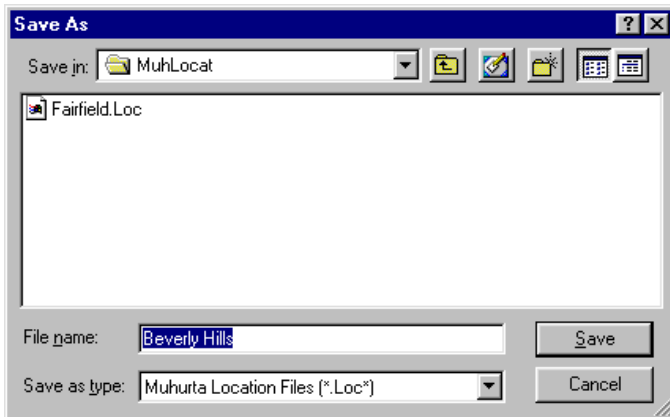 Save As
Save in: MuhLocat
Fairfield.Loc
File name: Beverly Hills Save
Save as type: Muhurta Location Files (*.Loc*) Cancel